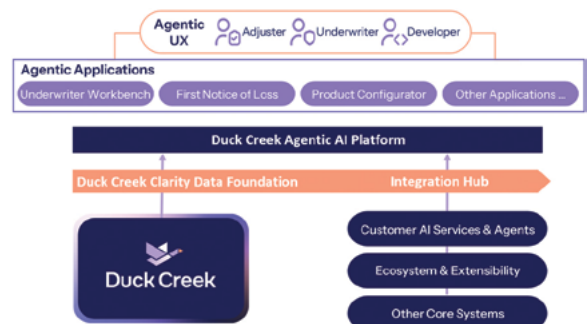 Agentic
UX
Adjuster
Underwriter
Developer
Agentic Applications
Underwriter Workbench
First Notice of Loss
Product Configurator
Other Applications ...
Duck Creek Agentic AI Platform
Duck Creek Clarity Data Foundation
Integration Hub
Duck Creek
Customer AI Services & Agents
Ecosystem & Extensibility
Other Core Systems